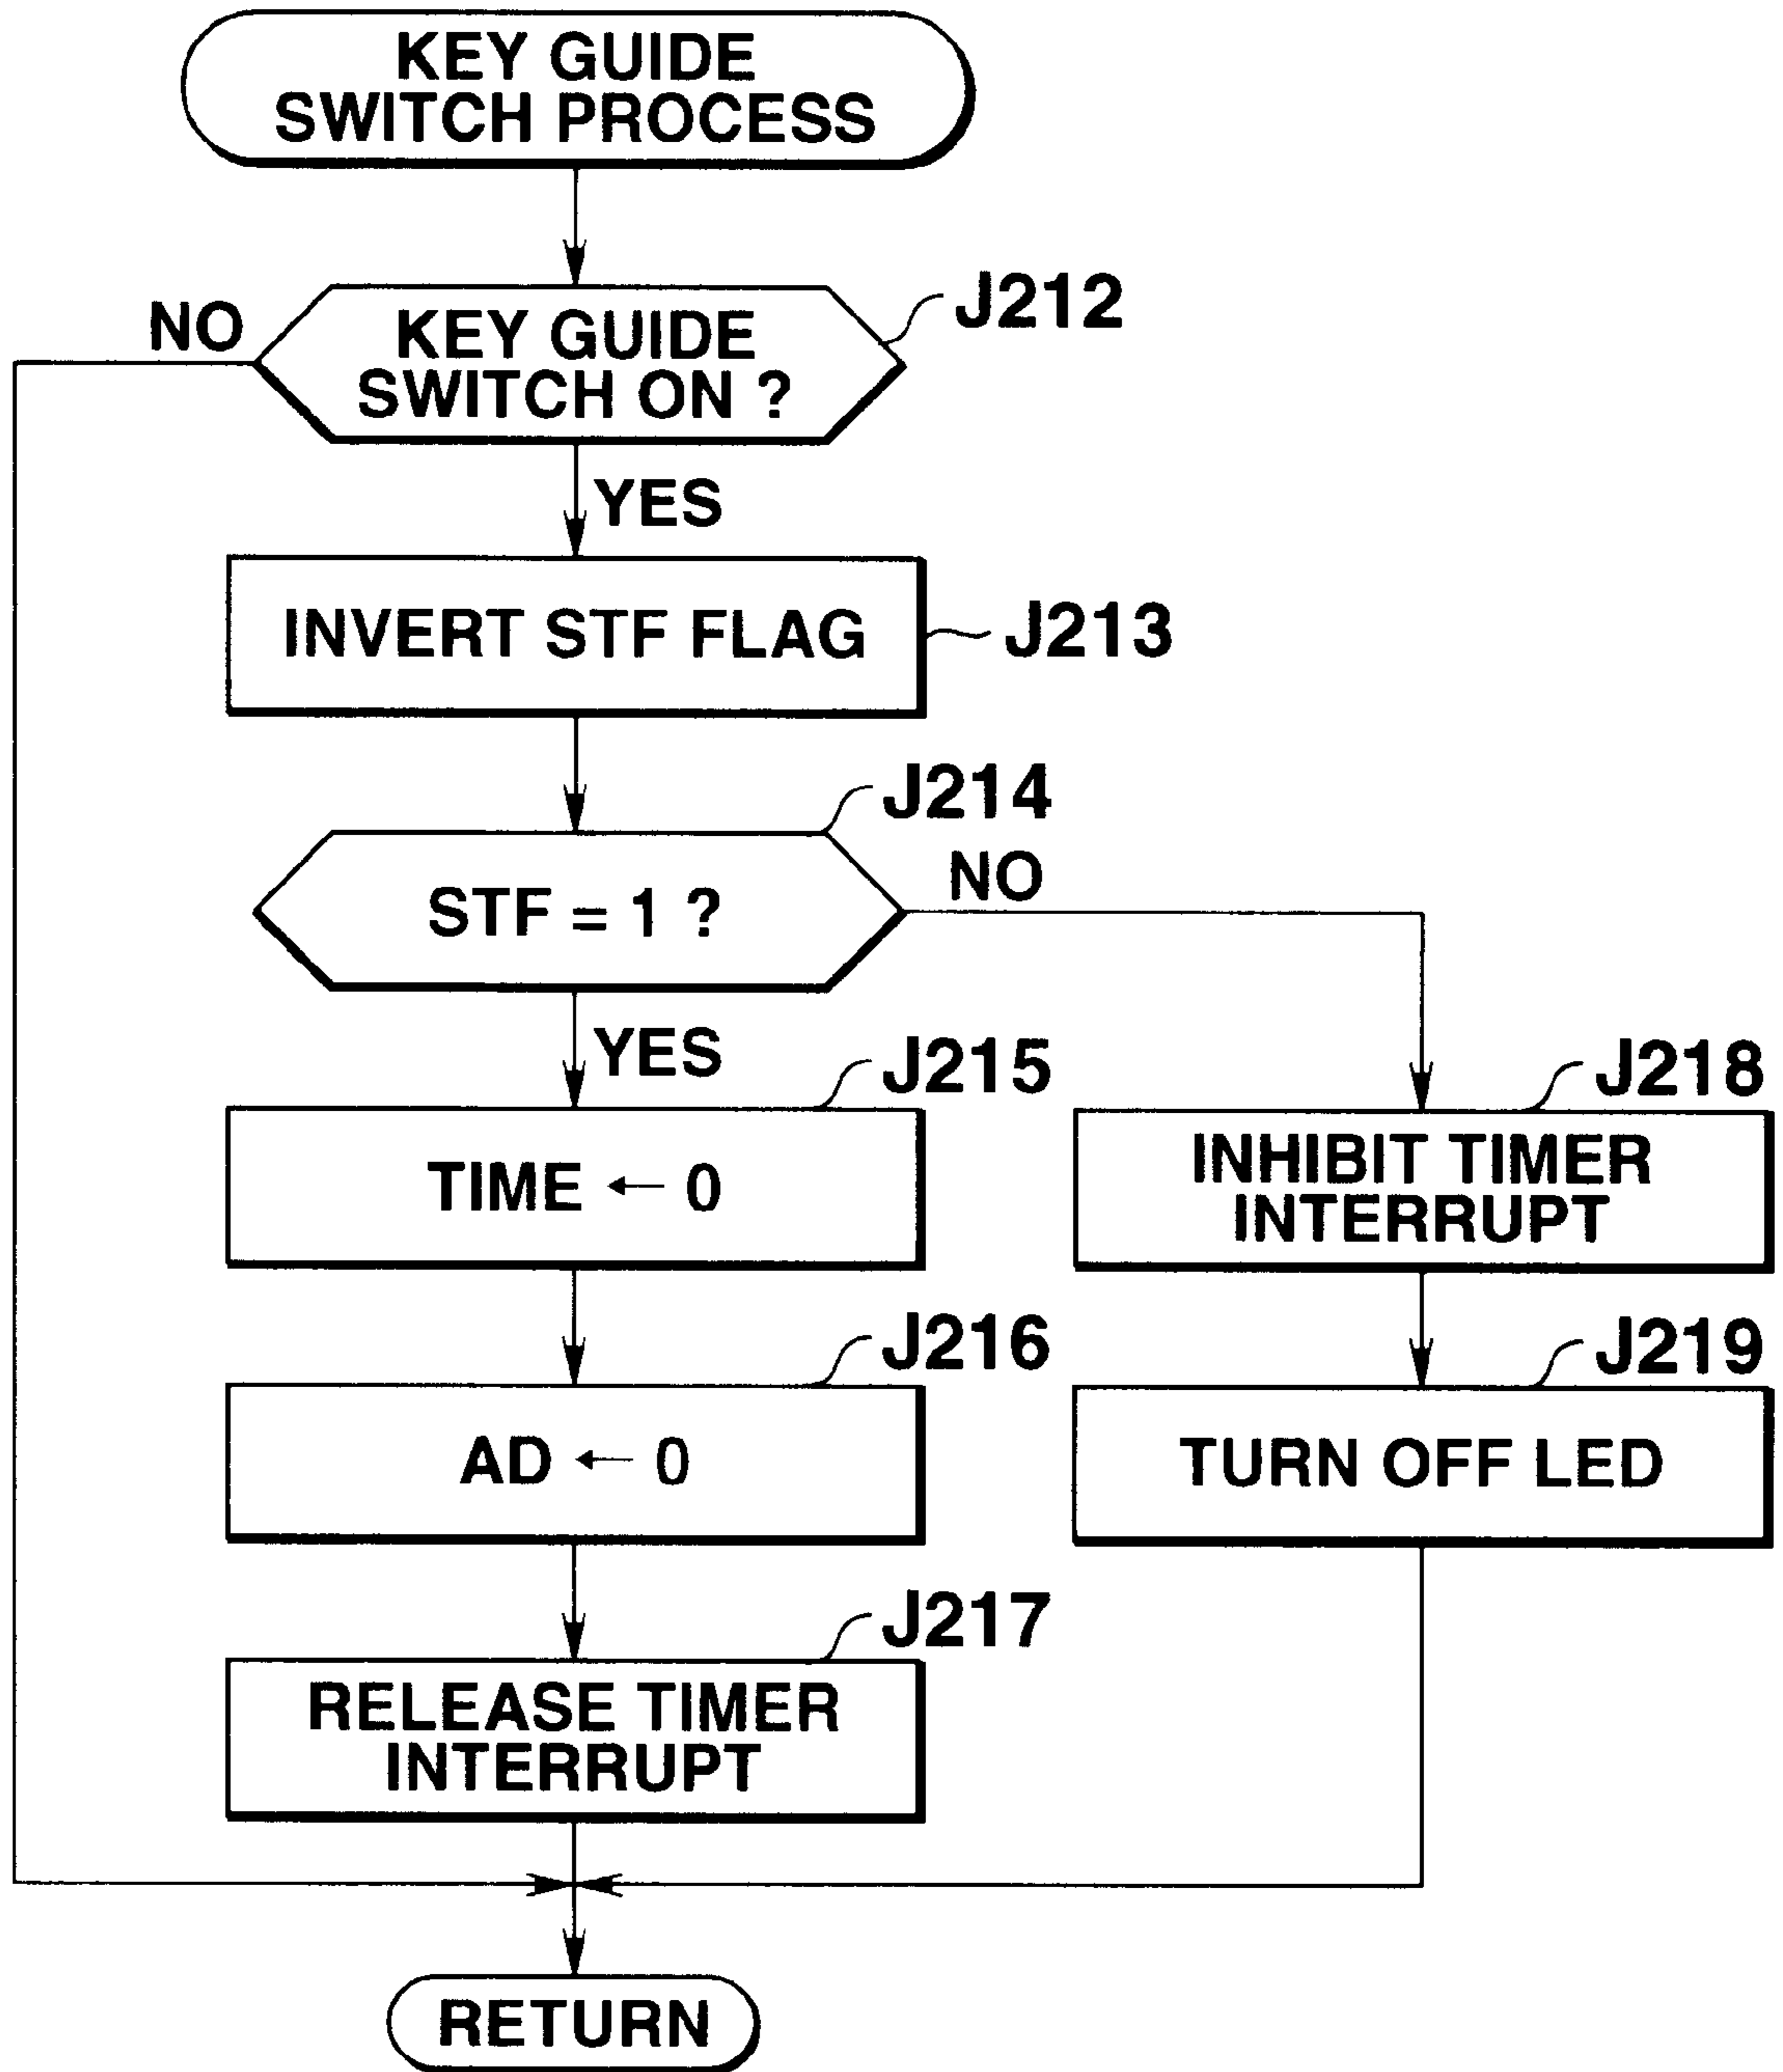 KEY GUIDE
SWITCH PROCESS
J212
NO
KEY GUIDE
SWITCH ON ?
YES
INVERT STF FLAG
J213
J214
NO
STF = 1 ?
YES
J215
TIME ← 0
J218
INHIBIT TIMER
INTERRUPT
J216
AD ← 0
J219
TURN OFF LED
J217
RELEASE TIMER
INTERRUPT
RETURN